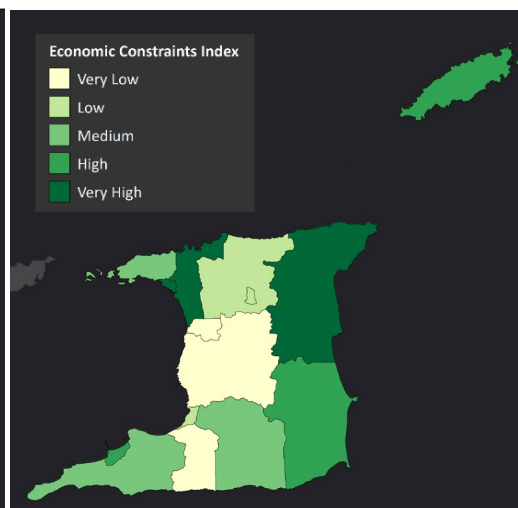 Economic Constraints Index
Very Low
Low
Medium
High
Very High